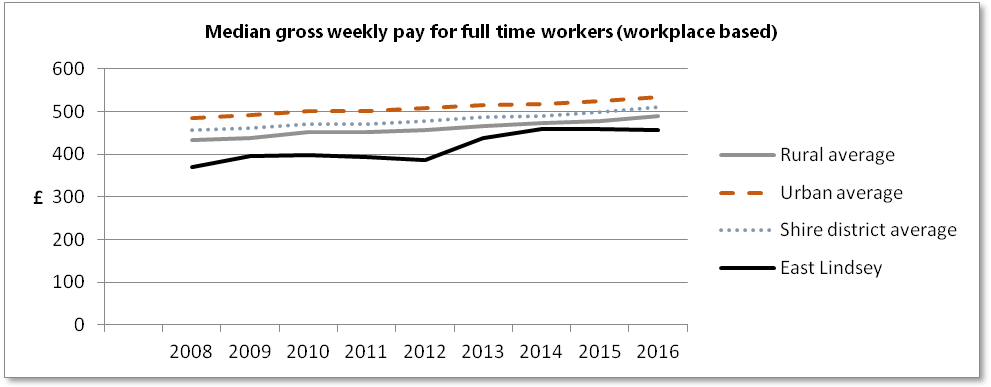 Median gross weekly pay for full time workers (workplace based)
600
500
400
£
300
200
100
0
2008 2009 2010 2011 2012 2013 2014 2015 2016
Rural average
Urban average
Shire district average
East Lindsey